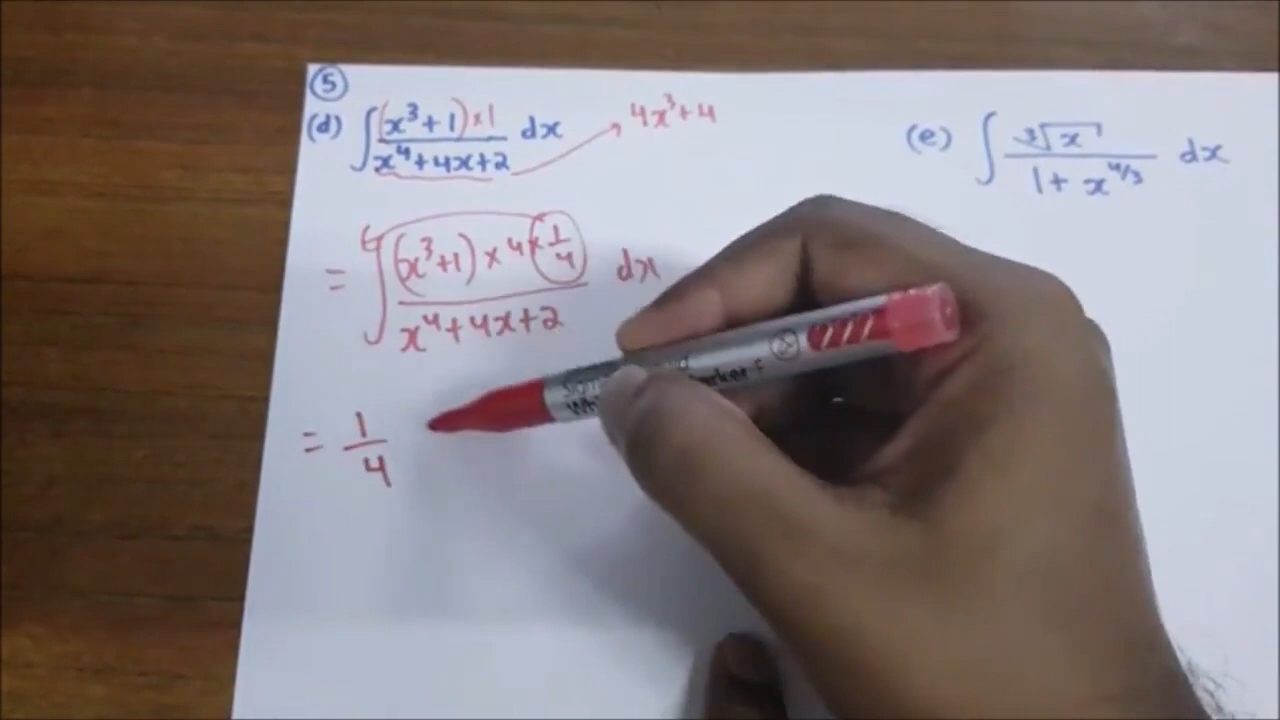 ⑤
(d) ∫ (x³+1)×1 / x⁴+4x+2 dx → 4x³+4
(e) ∫ ∛x / 1+x^4/3 dx
= ∫ (x³+1)×4×1/4 / x⁴+4x+2 dx
= 1/4